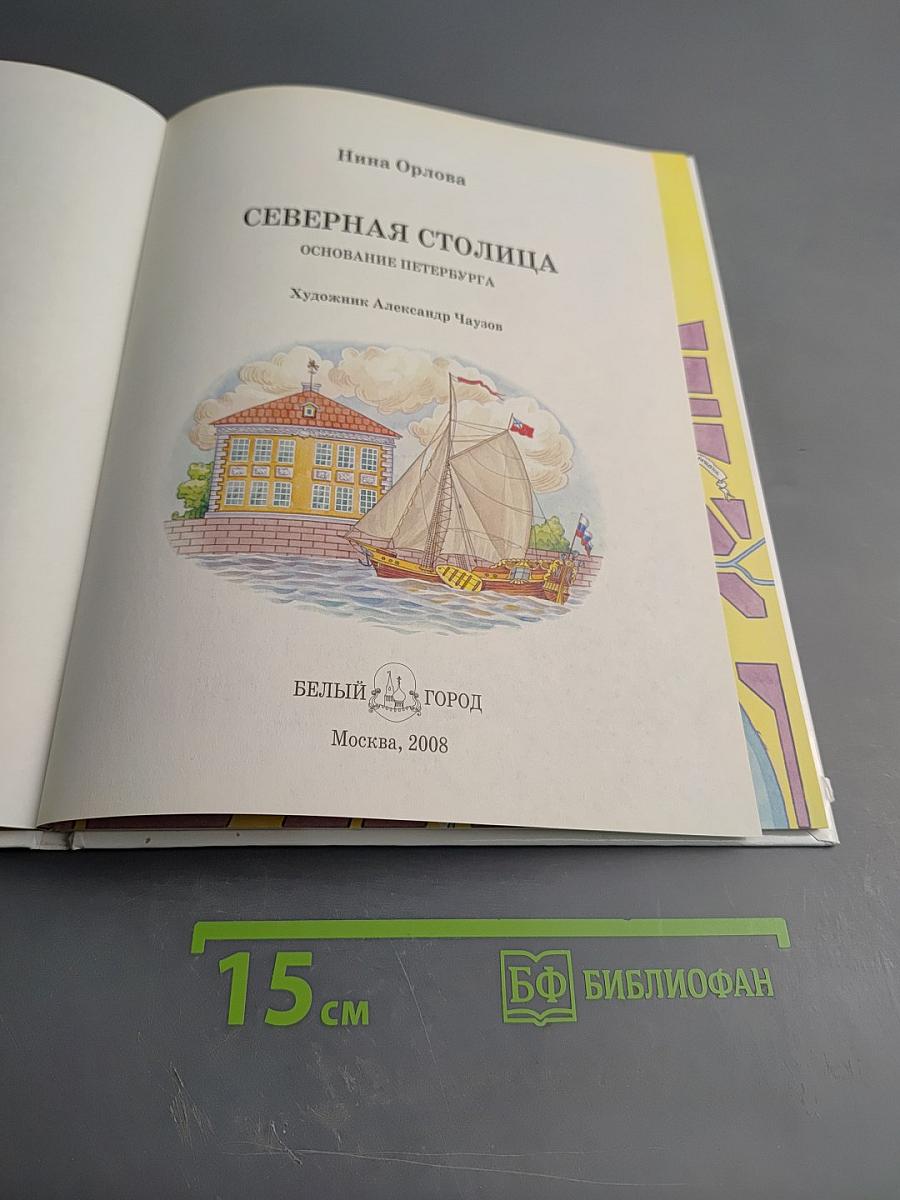 Нина Орлова
СЕВЕРНАЯ СТОЛИЦА
ОСНОВАНИЕ ПЕТЕРБУРГА
Художник Александр Чаузов
БЕЛЫЙ ГОРОД
Москва, 2008
15 см
БФ БИБЛИОФАН